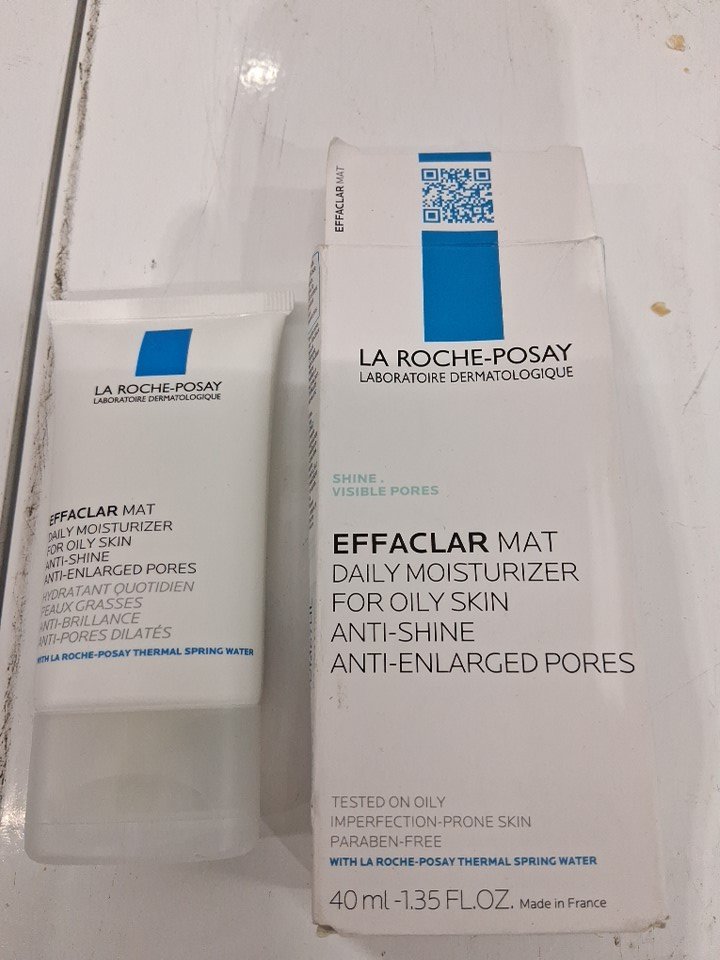 LA ROCHE-POSAY
LABORATOIRE DERMATOLOGIQUE
EFFACLAR MAT
DAILY MOISTURIZER
FOR OILY SKIN
ANTI-SHINE
ANTI-ENLARGED PORES
HYDRATANT QUOTIDIEN
PEAUX GRASSES
ANTI-BRILLANCE
ANTI-PORES DILATÉS
WITH LA ROCHE-POSAY THERMAL SPRING WATER
EFFACLAR MAT
LA ROCHE-POSAY
LABORATOIRE DERMATOLOGIQUE
SHINE.
VISIBLE PORES
EFFACLAR MAT
DAILY MOISTURIZER
FOR OILY SKIN
ANTI-SHINE
ANTI-ENLARGED PORES
TESTED ON OILY
IMPERFECTION-PRONE SKIN
PARABEN-FREE
WITH LA ROCHE-POSAY THERMAL SPRING WATER
40 ml -1.35 FL.OZ. Made in France